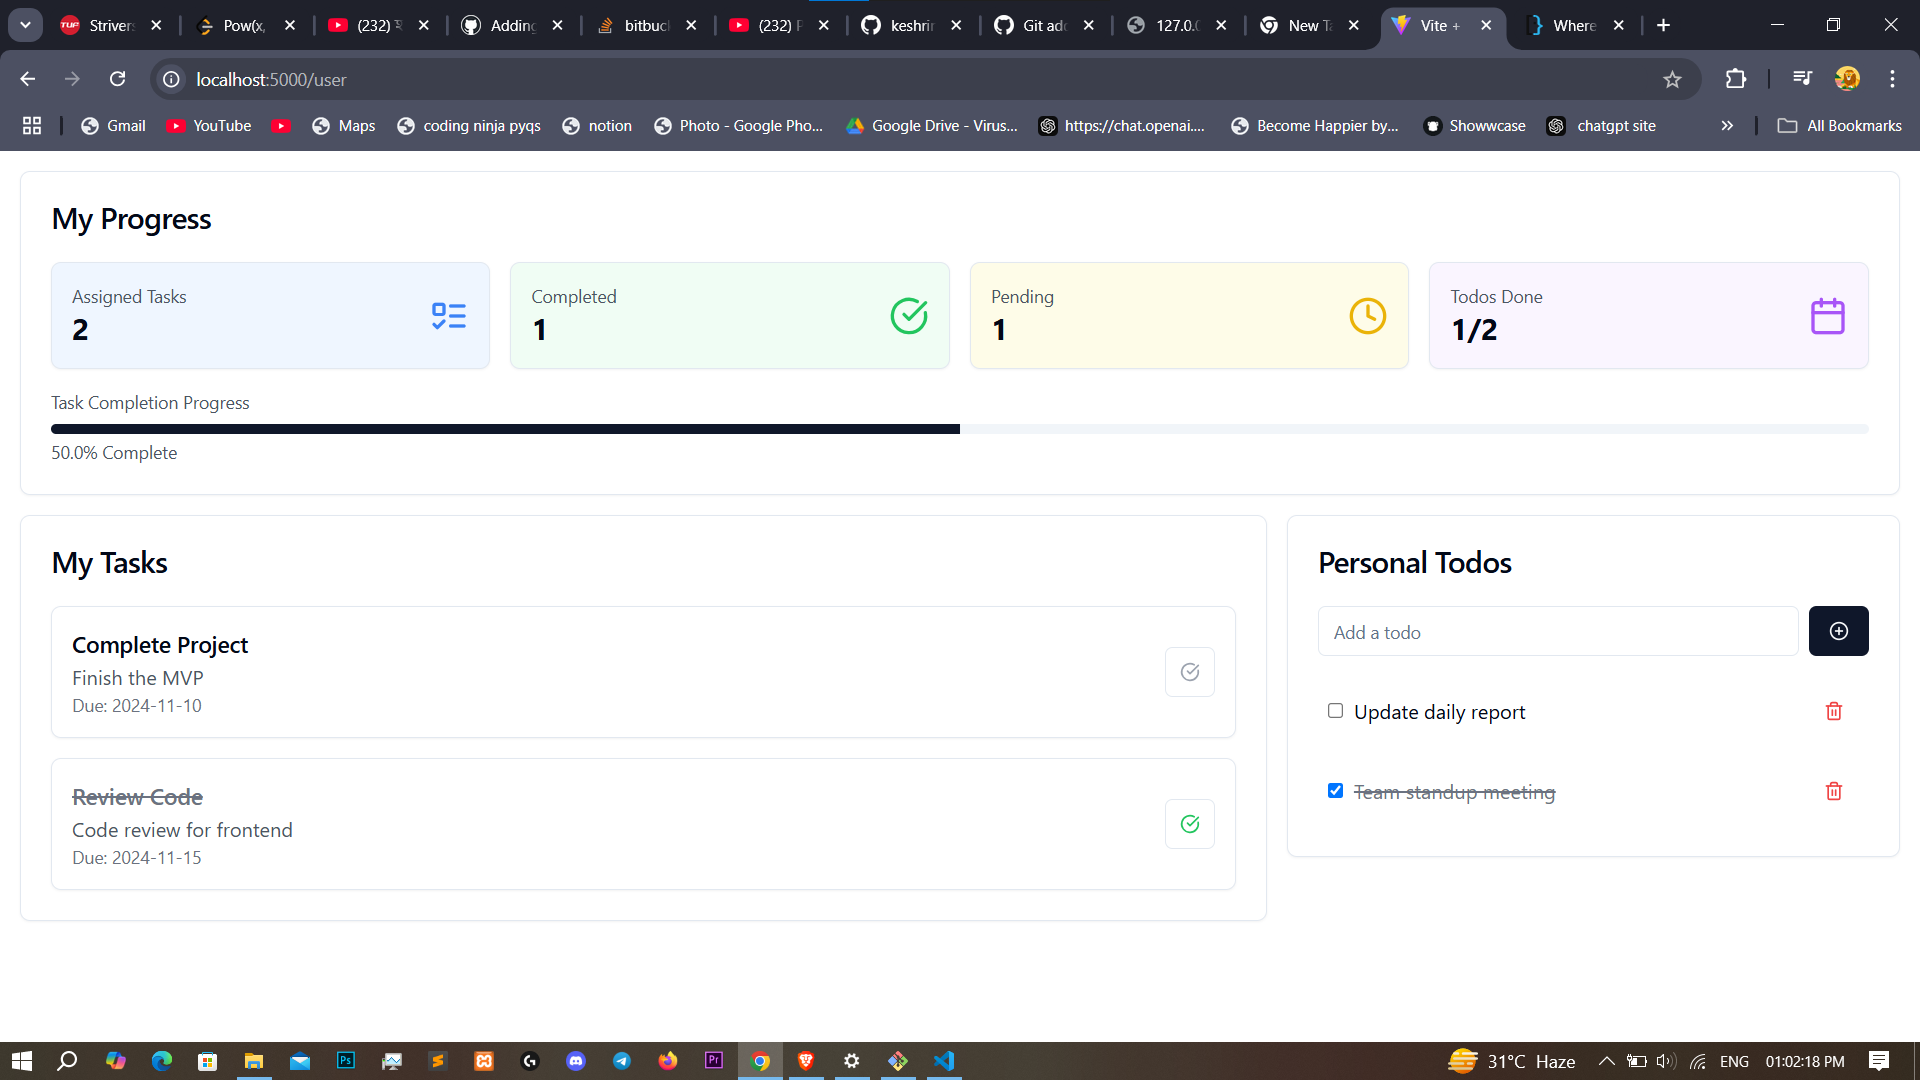 Strivers
Pow(x,
(232)
Adding
bitbuck
(232)
keshrin
Git add
127.0.0
New Ta
Vite +
Where
localhost:5000/user
Gmail
YouTube
Maps
coding ninja pyqs
notion
Photo - Google Pho...
Google Drive - Virus...
https://chat.openai....
Become Happier by...
Showwcase
chatgpt site
All Bookmarks
My Progress
Assigned Tasks
2
Completed
1
Pending
1
Todos Done
1/2
Task Completion Progress
50.0% Complete
My Tasks
Complete Project
Finish the MVP
Due: 2024-11-10
Review Code
Code review for frontend
Due: 2024-11-15
Personal Todos
Add a todo
Update daily report
Team standup meeting
31°C Haze
ENG
01:02:18 PM